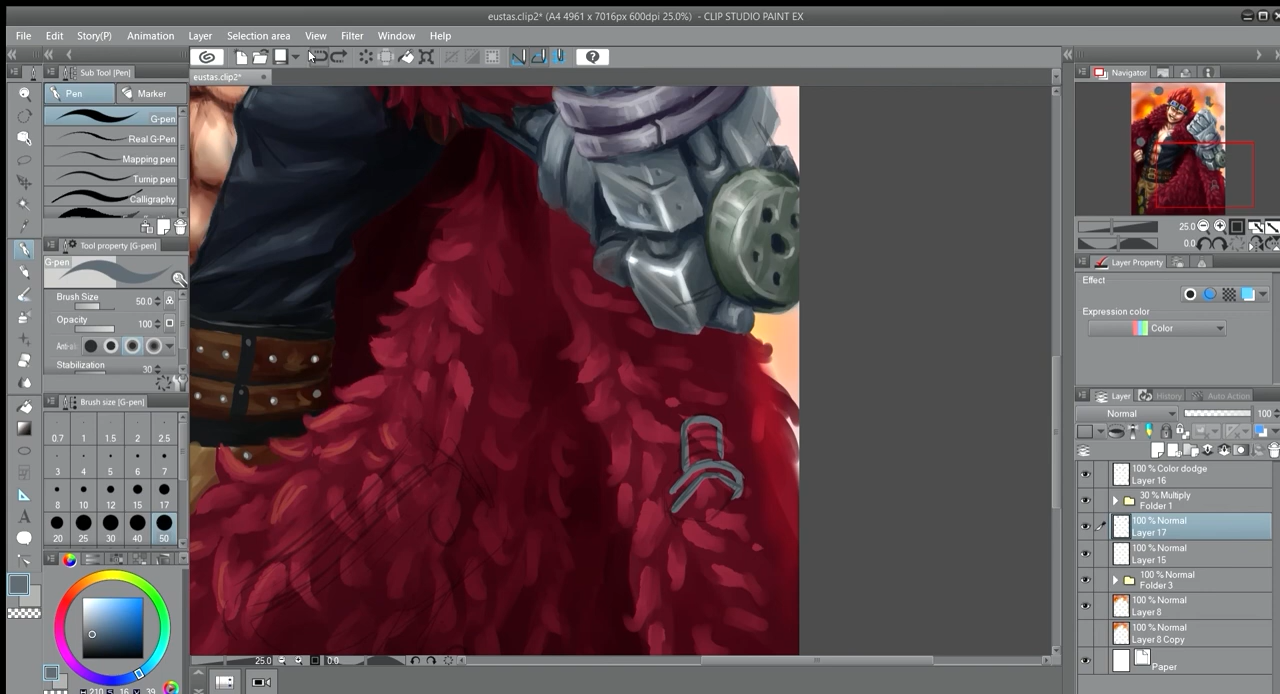 eustas.clip2* (A4 4961 x 7016px 600dpi 25.0%) - CLIP STUDIO PAINT EX
File Edit Story(P) Animation Layer Selection area View Filter Window Help
Sub Tool [Pen]
Navigator
eustas.clip2*
Pen Marker
G-pen
Real G-Pen
Mapping pen
Turnip pen
Calligraphy
25.0
0.0
Tool property [G-pen]
G-pen
Layer Property
Effect
Brush Size 50.0
Expression color
Opacity 100
Color
Stabilization 30
Brush size [G-pen]
Layer History Auto Action
Normal 100
0.7 1 1.5 2 2.5
3 4 5 6 7
8 10 12 15 17
20 25 30 40 50
100 % Color dodge
Layer 16
30 % Multiply
Folder 1
100 % Normal
Layer 17
100 % Normal
Layer 15
100 % Normal
Folder 3
100 % Normal
Layer 8
100 % Normal
Layer 8 Copy
Paper
25.0 0.0
H 210 S 16 V 39